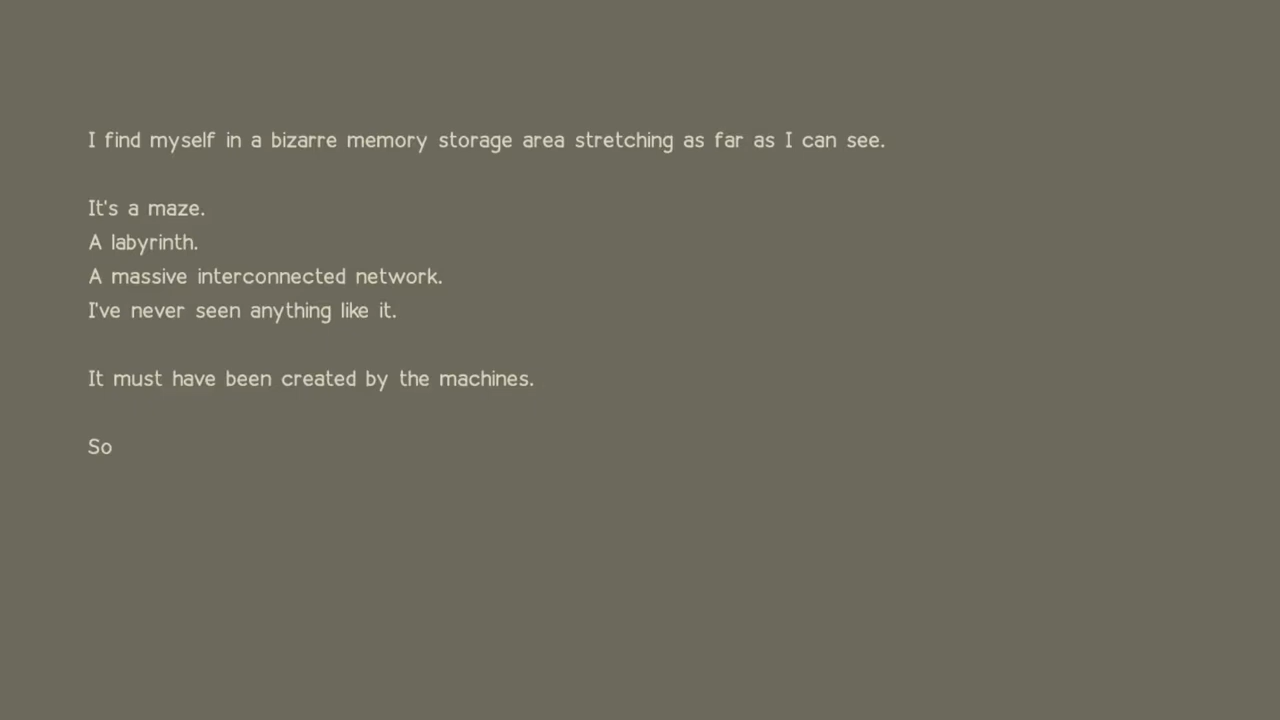 I find myself in a bizarre memory storage area stretching as far as I can see.
It's a maze.
A labyrinth.
A massive interconnected network.
I've never seen anything like it.
It must have been created by the machines.
So